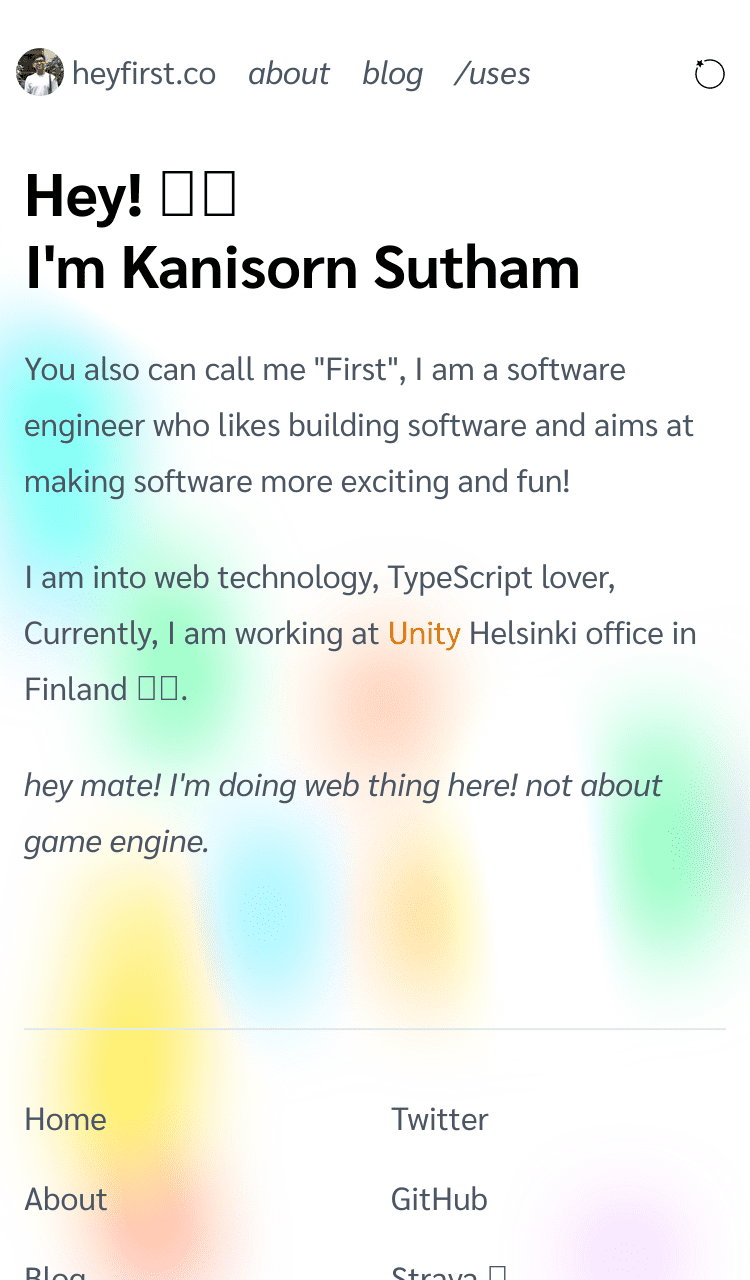 heyfirst.co about blog /uses
Hey! 
I'm Kanisorn Sutham
You also can call me "First", I am a software
engineer who likes building software and aims at
making software more exciting and fun!
I am into web technology, TypeScript lover,
Currently, I am working at Unity Helsinki office in
Finland .
hey mate! I'm doing web thing here! not about
game engine.
Home
Twitter
About
GitHub
Blog
Strava